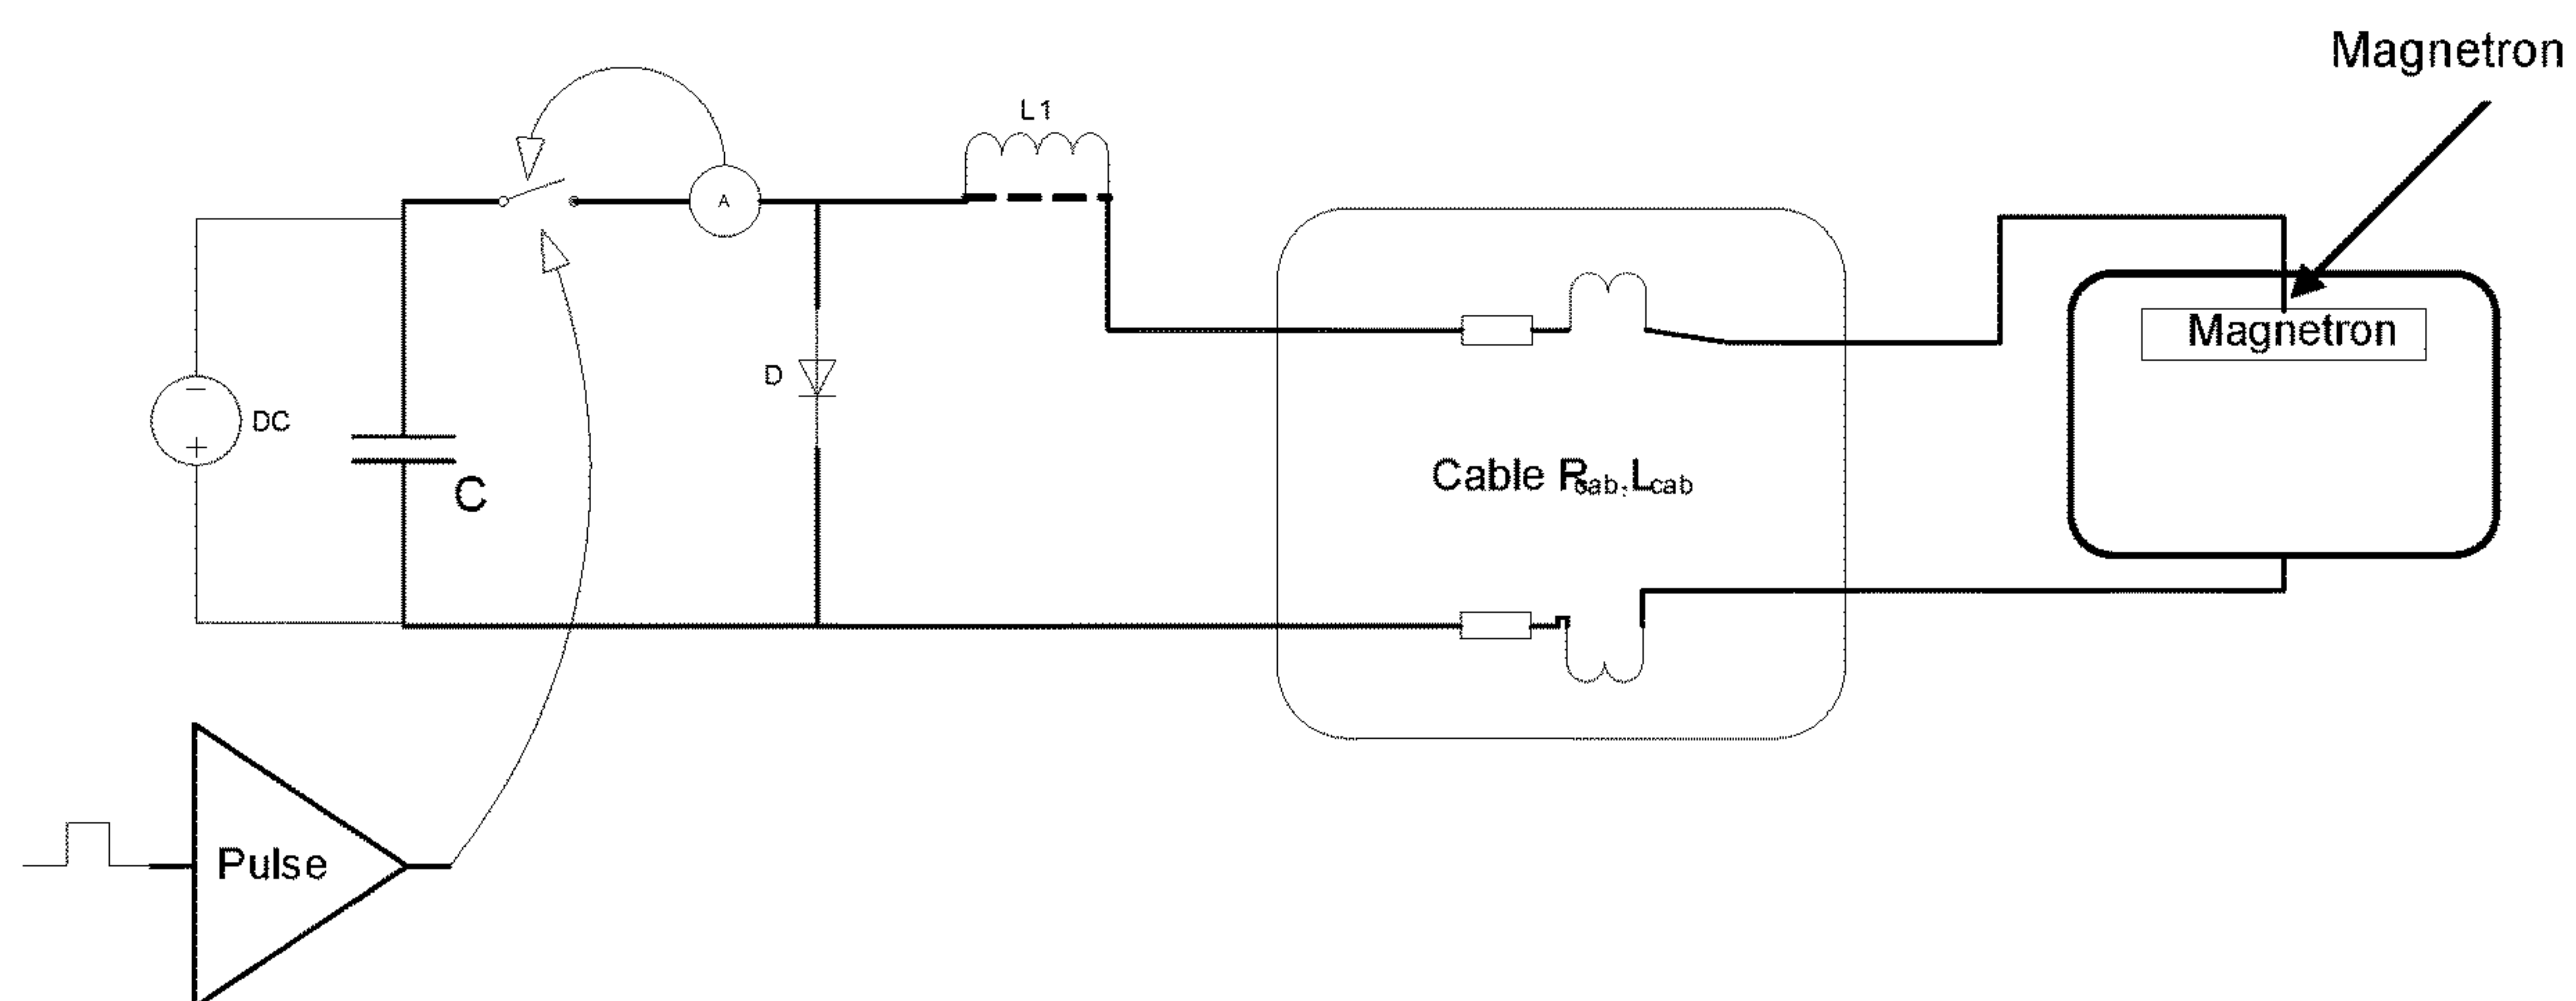 Magnetron
L1
A
Magnetron
D
DC
−
+
Cable Rcab,Lcab
C
Pulse